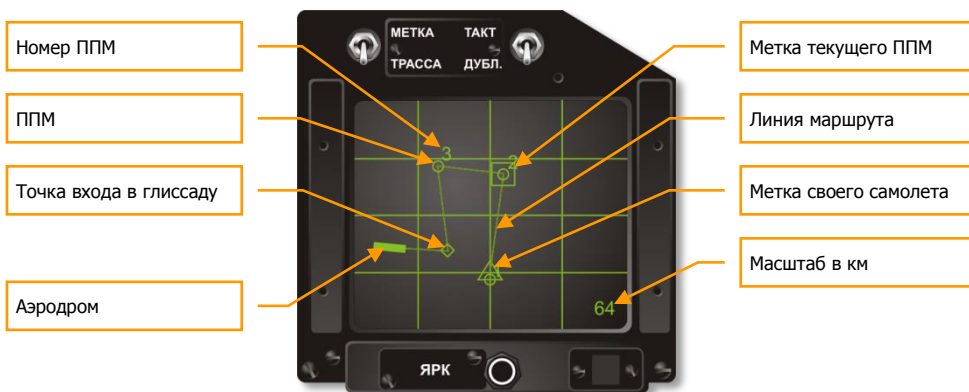 Номер ППМ
ППМ
Точка входа в глиссаду
Аэродром
МЕТКА ТАКТ
ТРАССА ДУБЛ.
3
2
64
ЯРК
Метка текущего ППМ
Линия маршрута
Метка своего самолета
Масштаб в км